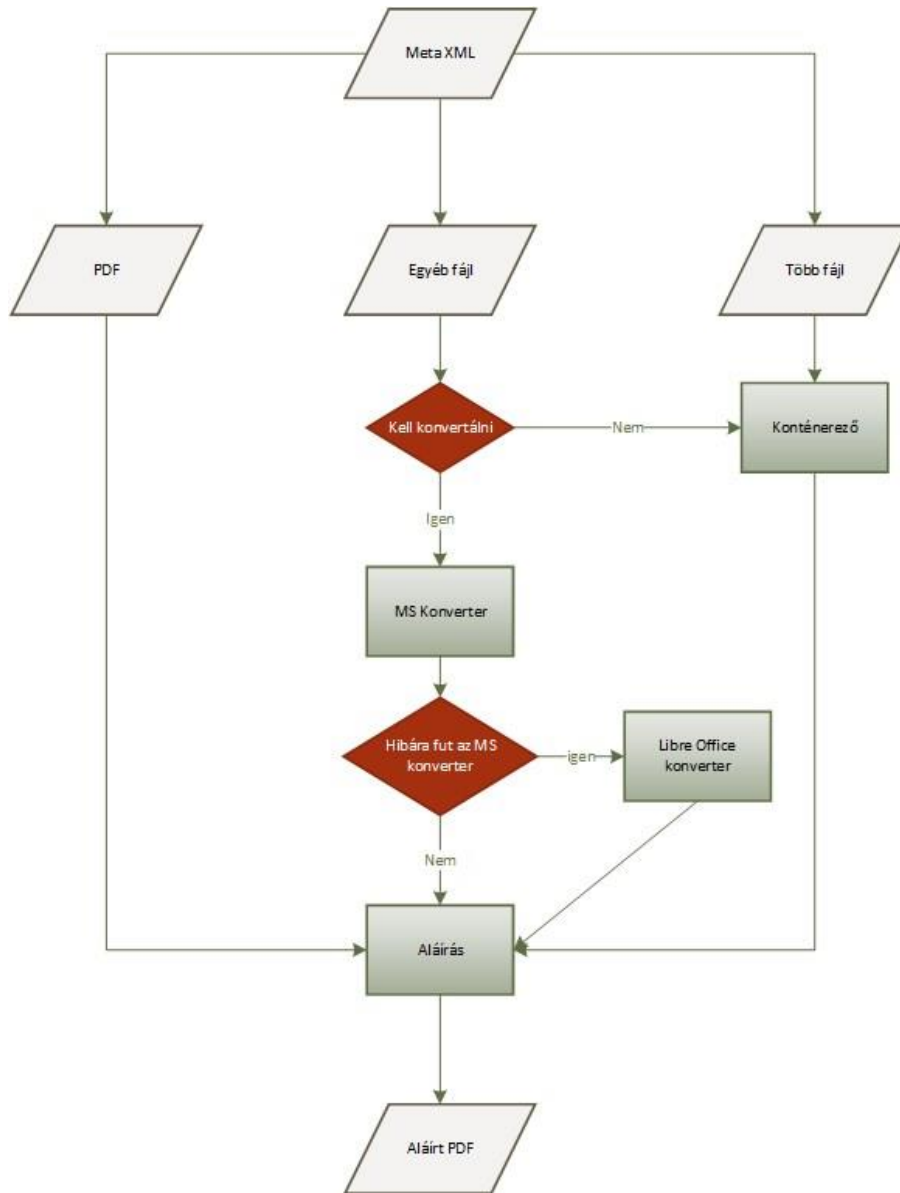 Meta XML
PDF
Egyéb fájl
Több fájl
Kell konvertálni
Nem
Konténerező
Igen
MS Konverter
Hibára fut az MS
konverter
igen
Libre Office
konverter
Nem
Aláírás
Aláírt PDF